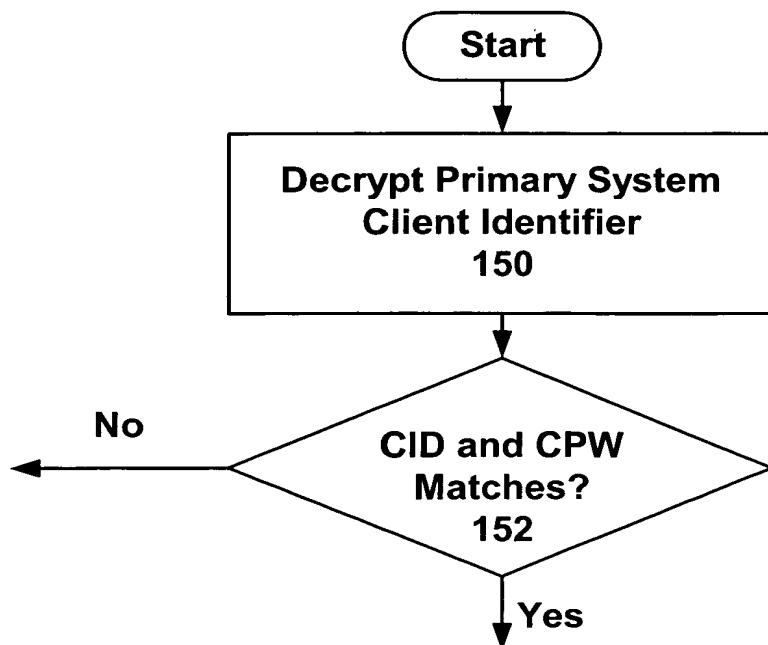 Start
Decrypt Primary System
Client Identifier
150
No
CID and CPW
Matches?
152
Yes